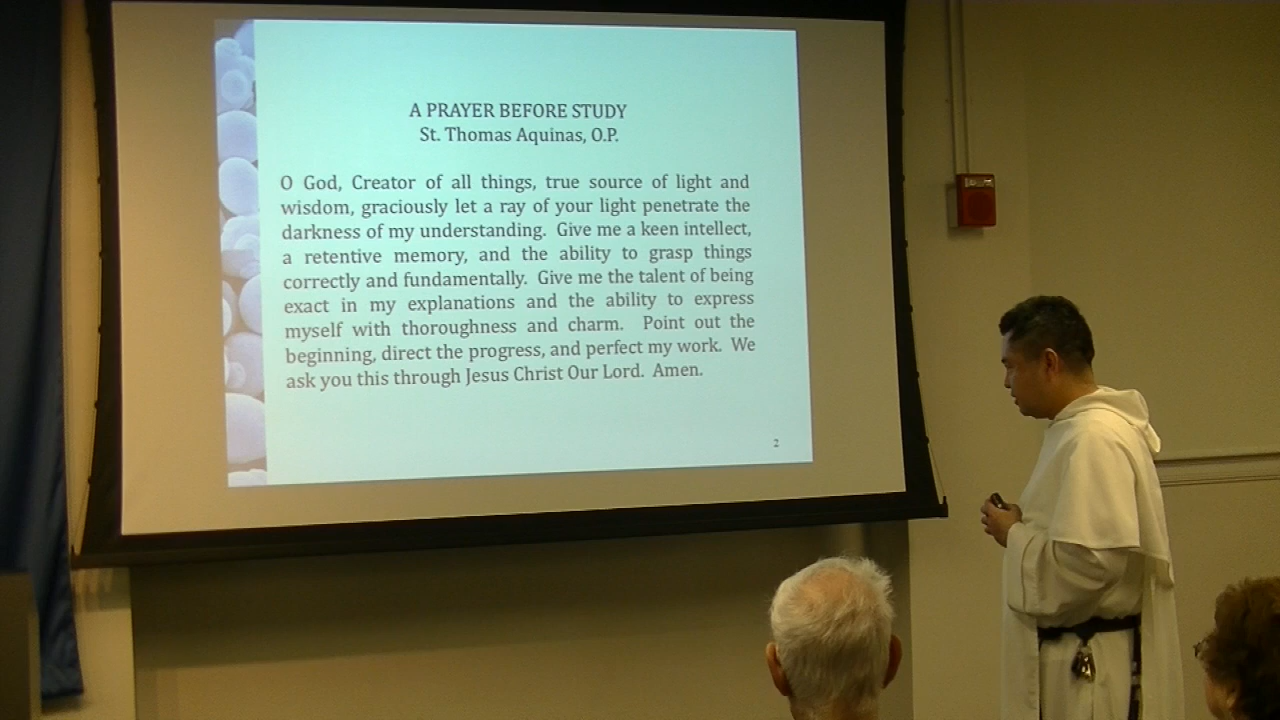 A PRAYER BEFORE STUDY
St. Thomas Aquinas, O.P.
O God, Creator of all things, true source of light and
wisdom, graciously let a ray of your light penetrate the
darkness of my understanding. Give me a keen intellect,
a retentive memory, and the ability to grasp things
correctly and fundamentally. Give me the talent of being
exact in my explanations and the ability to express
myself with thoroughness and charm. Point out the
beginning, direct the progress, and perfect my work. We
ask you this through Jesus Christ Our Lord. Amen.
2